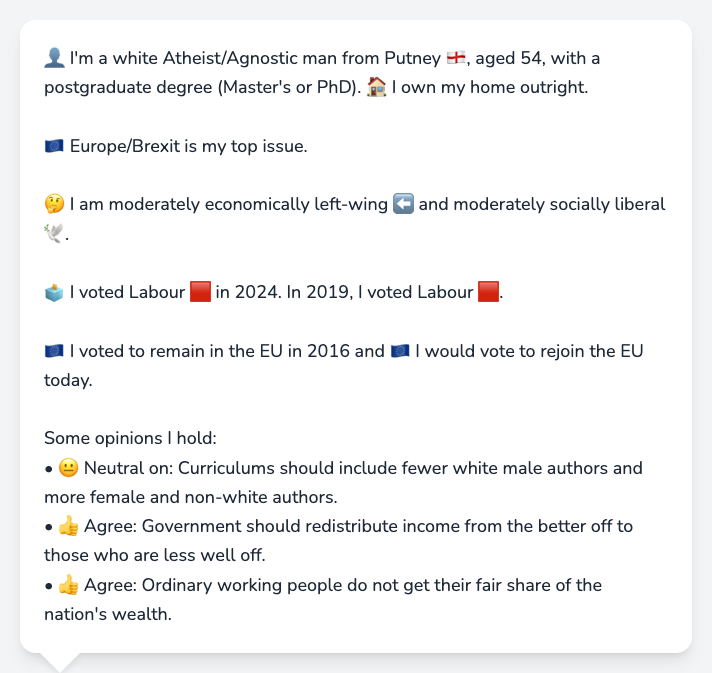 👤 I'm a white Atheist/Agnostic man from Putney 🏴󠁧󠁢󠁥󠁮󠁧󠁿, aged 54, with a
postgraduate degree (Master's or PhD). 🏠 I own my home outright.
🇪🇺 Europe/Brexit is my top issue.
🤔 I am moderately economically left-wing ⬅️ and moderately socially liberal
🕊️.
🗳️ I voted Labour 🟥 in 2024. In 2019, I voted Labour 🟥.
🇪🇺 I voted to remain in the EU in 2016 and 🇪🇺 I would vote to rejoin the EU
today.
Some opinions I hold:
• 😐 Neutral on: Curriculums should include fewer white male authors and
more female and non-white authors.
• 👍 Agree: Government should redistribute income from the better off to
those who are less well off.
• 👍 Agree: Ordinary working people do not get their fair share of the
nation's wealth.